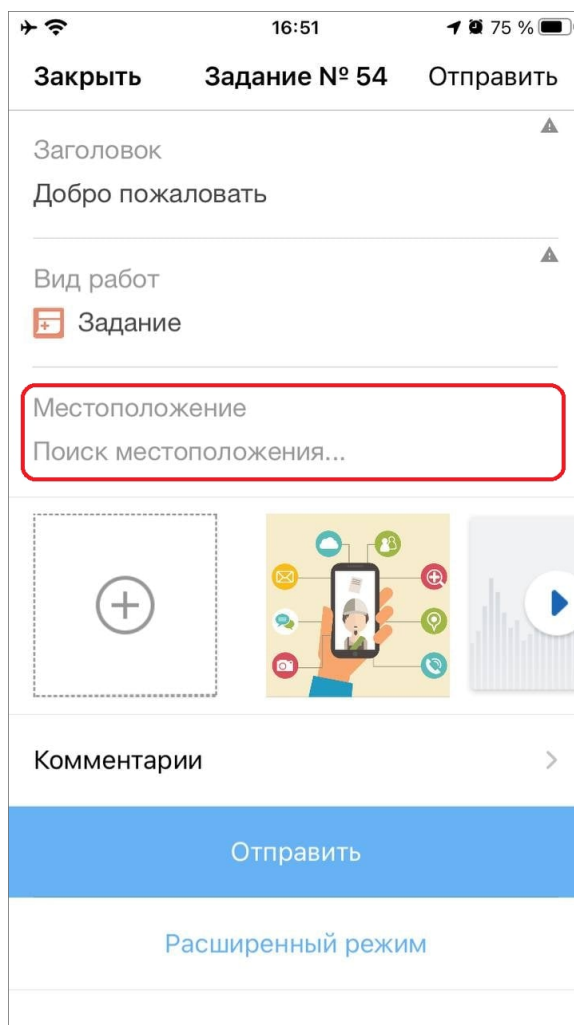 16:51 75 %
Закрыть Задание № 54 Отправить
Заголовок
Добро пожаловать
Вид работ
Задание
Местоположение
Поиск местоположения...
Комментарии
Отправить
Расширенный режим